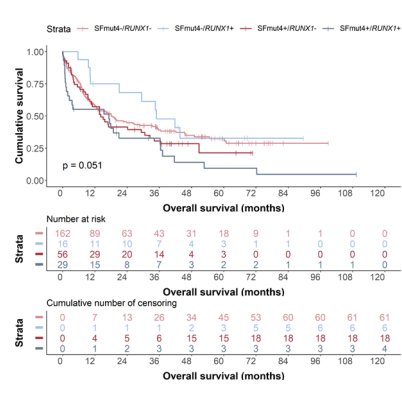 Strata SFmut4-/RUNX1- SFmut4-/RUNX1+ SFmut4+/RUNX1- SFmut4+/RUNX1+
Cumulative survival
1.00
0.75
0.50
0.25
0.00
p = 0.051
0 12 24 36 48 60 72 84 96 108 120
Overall survival (months)
Number at risk
Strata
162 89 63 43 31 18 9 1 1 0 0
16 11 10 7 4 3 1 1 0 0 0
56 29 20 14 4 3 0 0 0 0 0
29 15 8 7 3 2 2 1 1 1 0
0 12 24 36 48 60 72 84 96 108 120
Overall survival (months)
Cumulative number of censoring
Strata
0 7 13 26 34 45 53 60 60 61 61
0 1 1 1 2 3 5 5 6 6 6
0 4 5 6 15 15 18 18 18 18 18
0 1 2 3 3 3 3 3 3 3 4
0 12 24 36 48 60 72 84 96 108 120
Overall survival (months)